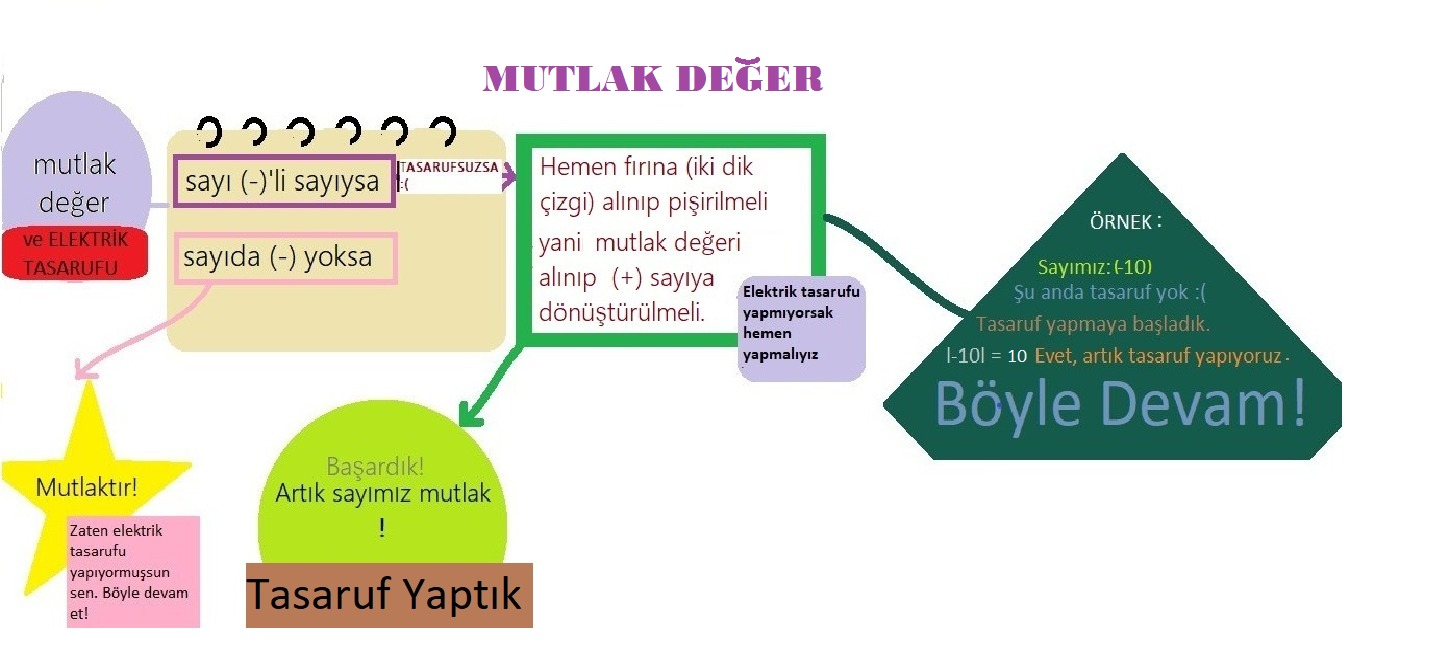 MUTLAK DEĞER
mutlak
değer
ve ELEKTRİK
TASARUFU
sayı (-)'li sayıysa
TASARUFSUZSA
:(
sayıda (-) yoksa
Hemen fırına (iki dik
çizgi) alınıp pişirilmeli
yani mutlak değeri
alınıp (+) sayıya
dönüştürülmeli.
Elektrik tasarufu
yapmıyorsak
hemen
yapmalıyız
ÖRNEK :
Sayımız: (-10)
Şu anda tasaruf yok :(
Tasaruf yapmaya başladık.
l-10l = 10 Evet, artık tasaruf yapıyoruz.
Böyle Devam!
Mutlaktır!
Zaten elektrik
tasarufu
yapıyormuşsun
sen. Böyle devam
et!
Başardık!
Artık sayımız mutlak
!
Tasaruf Yaptık